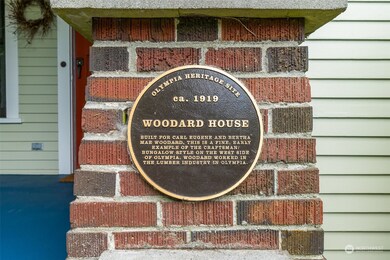 OLYMPIA HERITAGE SITE
ca. 1919
WOODARD HOUSE
BUILT FOR CARL EUGENE AND BERTHA
MAE WOODARD, THIS IS A FINE, EARLY
EXAMPLE OF THE CRAFTSMAN
BUNGALOW STYLE ON THE WEST SIDE
OF OLYMPIA. WOODARD WORKED IN
THE LUMBER INDUSTRY IN OLYMPIA.